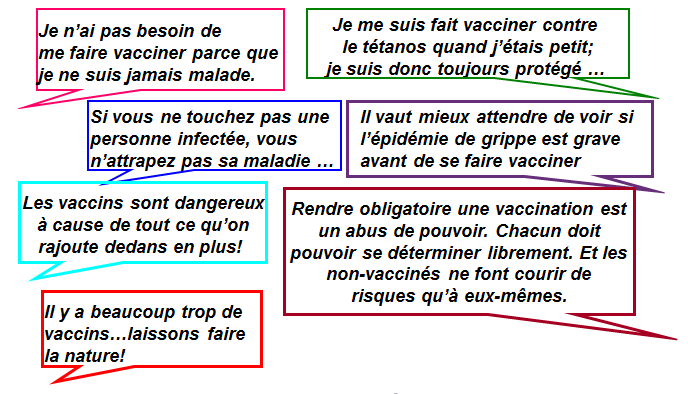 Je n'ai pas besoin de
me faire vacciner parce que
je ne suis jamais malade.
Je me suis fait vacciner contre
le tétanos quand j'étais petit;
je suis donc toujours protégé …
Si vous ne touchez pas une
personne infectée, vous
n'attrapez pas sa maladie …
Il vaut mieux attendre de voir si
l'épidémie de grippe est grave
avant de se faire vacciner
Les vaccins sont dangereux
à cause de tout ce qu'on
rajoute dedans en plus!
Rendre obligatoire une vaccination est
un abus de pouvoir. Chacun doit
pouvoir se déterminer librement. Et les
non-vaccinés ne font courir de
risques qu'à eux-mêmes.
Il y a beaucoup trop de
vaccins…laissons faire
la nature!